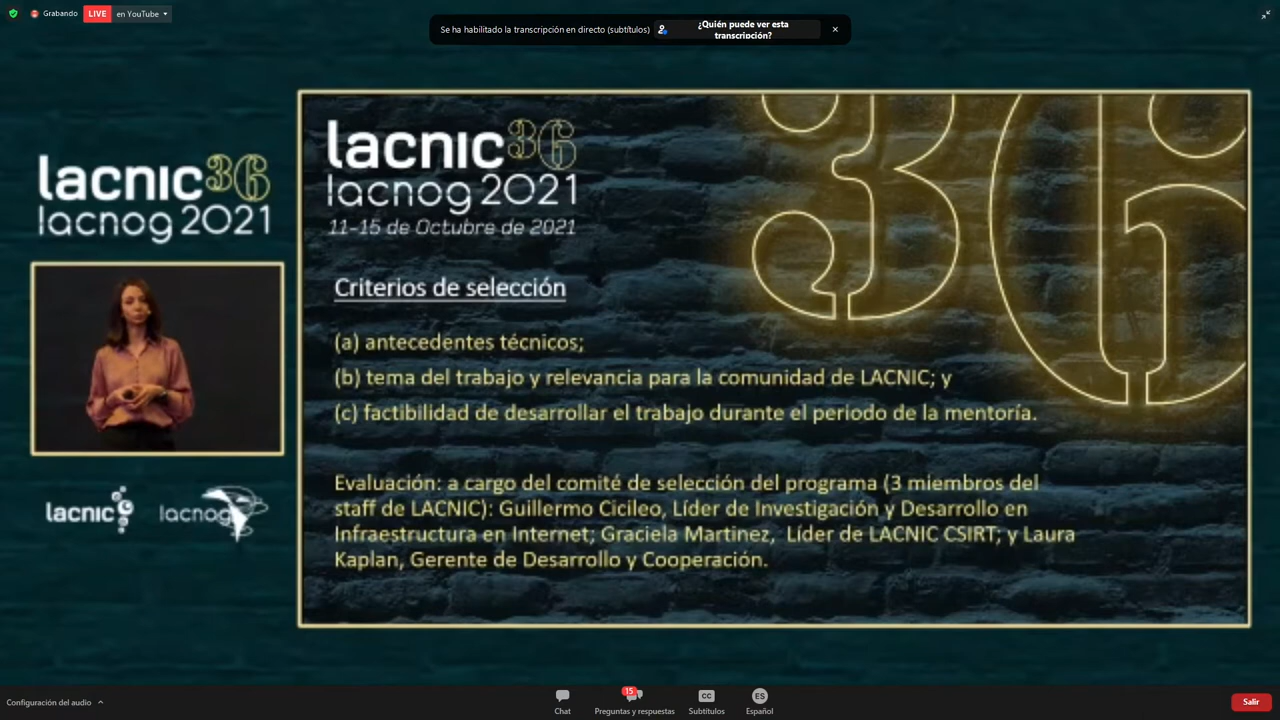 Grabando
LIVE
en YouTube
Se ha habilitado la transcripción en directo (subtítulos)
¿Quién puede ver esta
transcripción?
lacnic36
lacnog 2021
lacnic
lacnog
lacnic36
lacnog 2021
11-15 de Octubre de 2021
36
Criterios de selección
(a) antecedentes técnicos;
(b) tema del trabajo y relevancia para la comunidad de LACNIC; y
(c) factibilidad de desarrollar el trabajo durante el periodo de la mentoría.
Evaluación: a cargo del comité de selección del programa (3 miembros del
staff de LACNIC): Guillermo Cicileo, Líder de Investigación y Desarrollo en
Infraestructura en Internet; Graciela Martinez, Líder de LACNIC CSIRT; y Laura
Kaplan, Gerente de Desarrollo y Cooperación.
Configuración del audio
Chat
15
Preguntas y respuestas
CC
Subtítulos
ES
Español
Salir